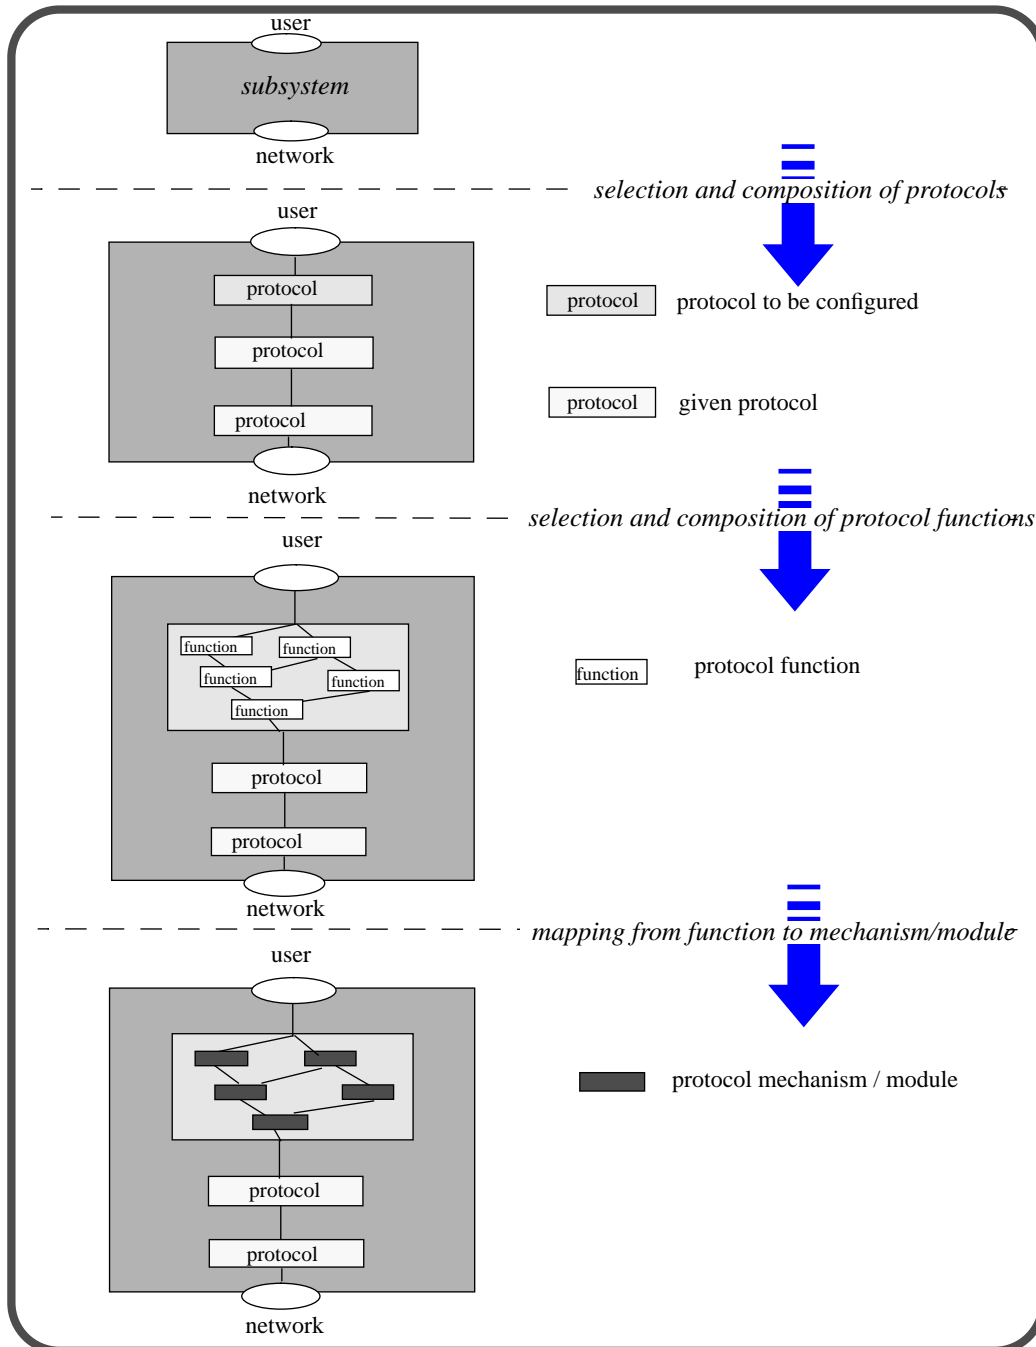 user
subsystem
network
selection and composition of protocols
user
protocol
protocol
protocol
network
protocol protocol to be configured
protocol given protocol
selection and composition of protocol functions
user
function
function
function
function
function
protocol
protocol
network
function protocol function
mapping from function to mechanism/module
user
protocol
protocol
network
protocol mechanism / module